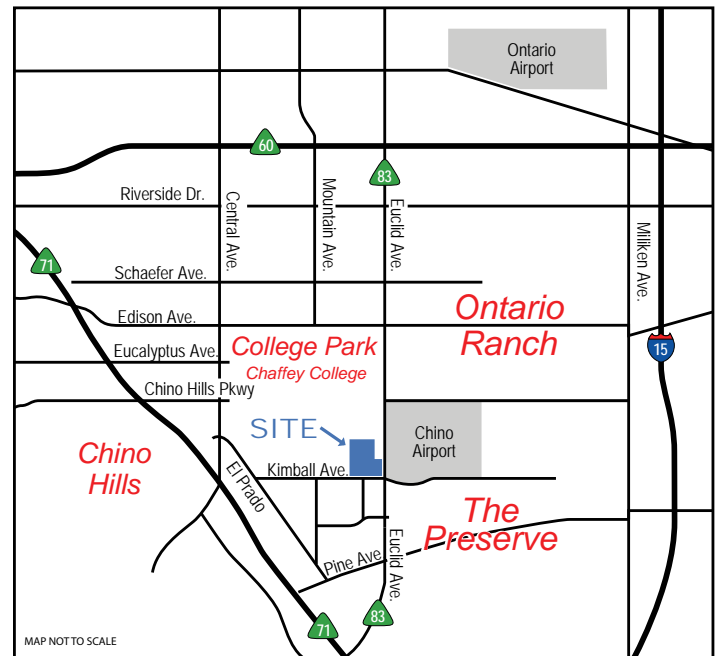 Ontario
Airport
60
83
Riverside Dr.
Central Ave.
Mountain Ave.
Euclid Ave.
Miliken Ave.
71
Schaefer Ave.
Ontario
Ranch
Edison Ave.
15
Eucalyptus Ave.
College Park
Chaffey College
Chino Hills Pkwy
SITE
Chino
Airport
Chino
Hills
Kimball Ave.
El Prado
The
Preserve
Euclid Ave.
Pine Ave.
83
71
MAP NOT TO SCALE